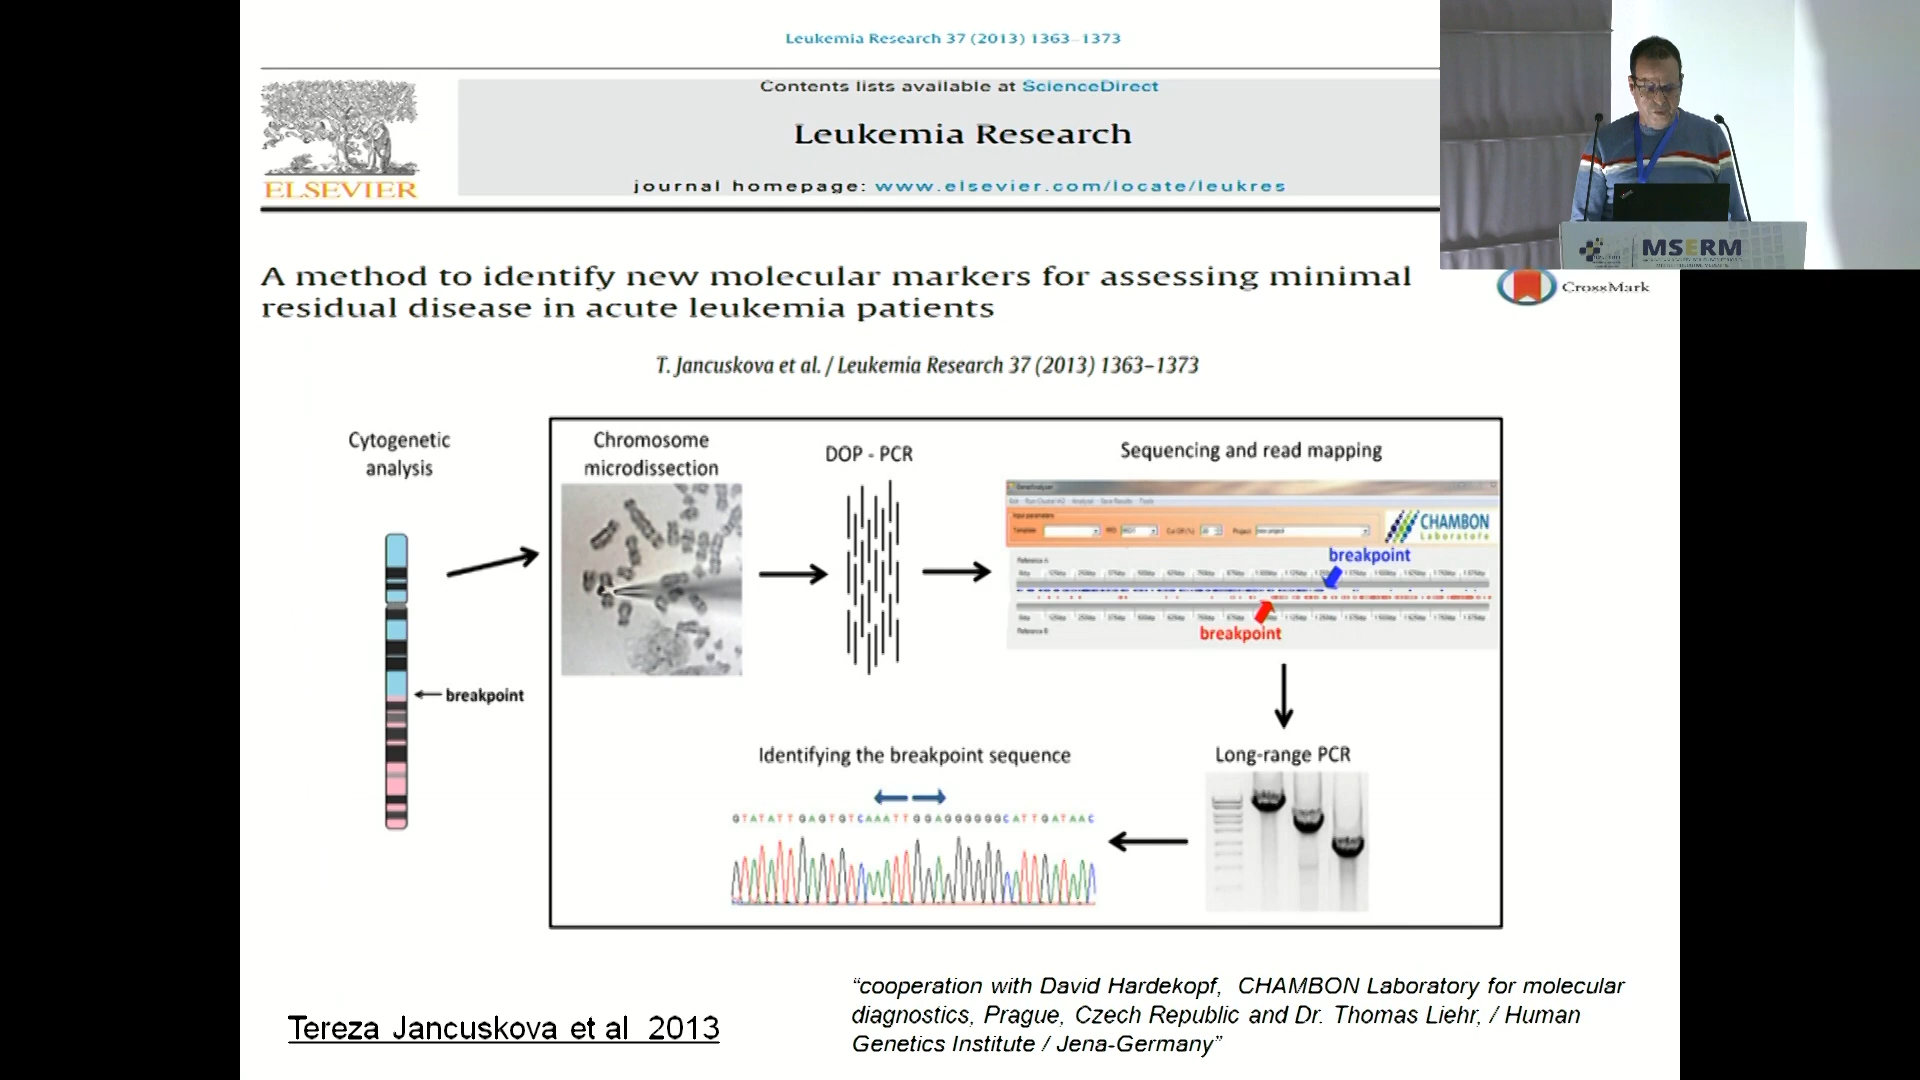 Leukemia Research 37 (2013) 1363–1373
Contents lists available at ScienceDirect
Leukemia Research
journal homepage: www.elsevier.com/locate/leukres
ELSEVIER
MSERM
A method to identify new molecular markers for assessing minimal
residual disease in acute leukemia patients
CrossMark
T. Jancuskova et al. / Leukemia Research 37 (2013) 1363–1373
Cytogenetic
analysis
Chromosome
microdissection
DOP - PCR
Sequencing and read mapping
CHAMBON
Laboratore
breakpoint
breakpoint
breakpoint
Identifying the breakpoint sequence
Long-range PCR
GTATATTGAGTGTCAAATTGGAGGGGGGCATTGATAAC
Tereza Jancuskova et al 2013
“cooperation with David Hardekopf, CHAMBON Laboratory for molecular
diagnostics, Prague, Czech Republic and Dr. Thomas Liehr, / Human
Genetics Institute / Jena-Germany”